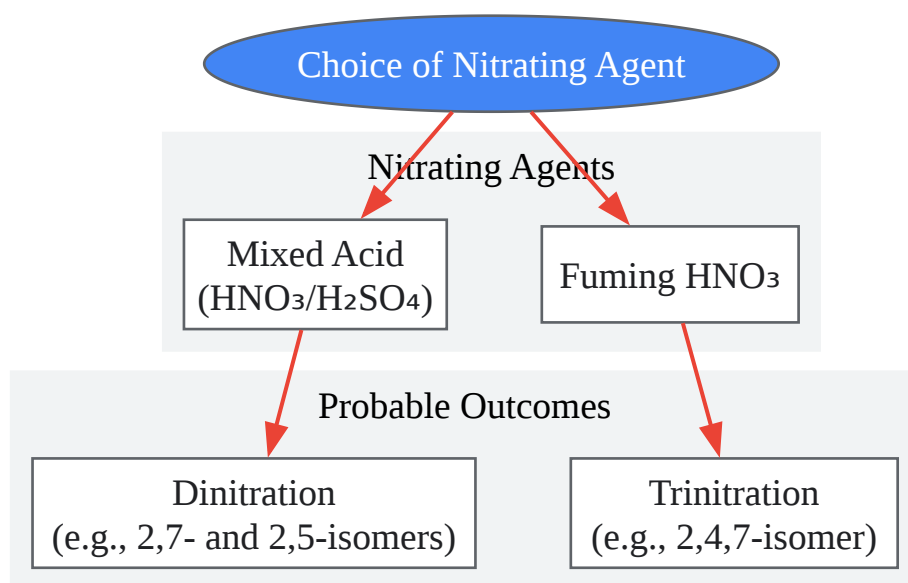 Choice of Nitrating Agent
Nitrating Agents
Mixed Acid
(HNO₃/H₂SO₄)
Fuming HNO₃
Probable Outcomes
Dinitration
(e.g., 2,7- and 2,5-isomers)
Trinitration
(e.g., 2,4,7-isomer)